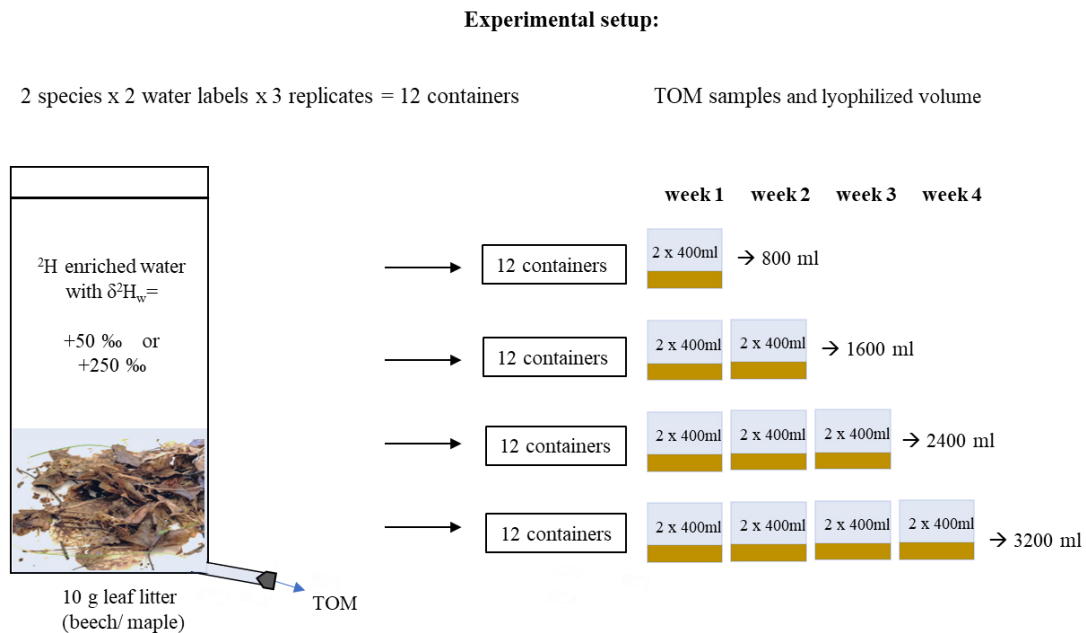 Experimental setup:
2 species x 2 water labels x 3 replicates = 12 containers
TOM samples and lyophilized volume
²H enriched water
with δ²Hw=
+50 ‰ or
+250 ‰
10 g leaf litter
(beech/ maple)
TOM
week 1 week 2 week 3 week 4
12 containers 2 x 400ml → 800 ml
12 containers 2 x 400ml 2 x 400ml → 1600 ml
12 containers 2 x 400ml 2 x 400ml 2 x 400ml → 2400 ml
12 containers 2 x 400ml 2 x 400ml 2 x 400ml 2 x 400ml → 3200 ml